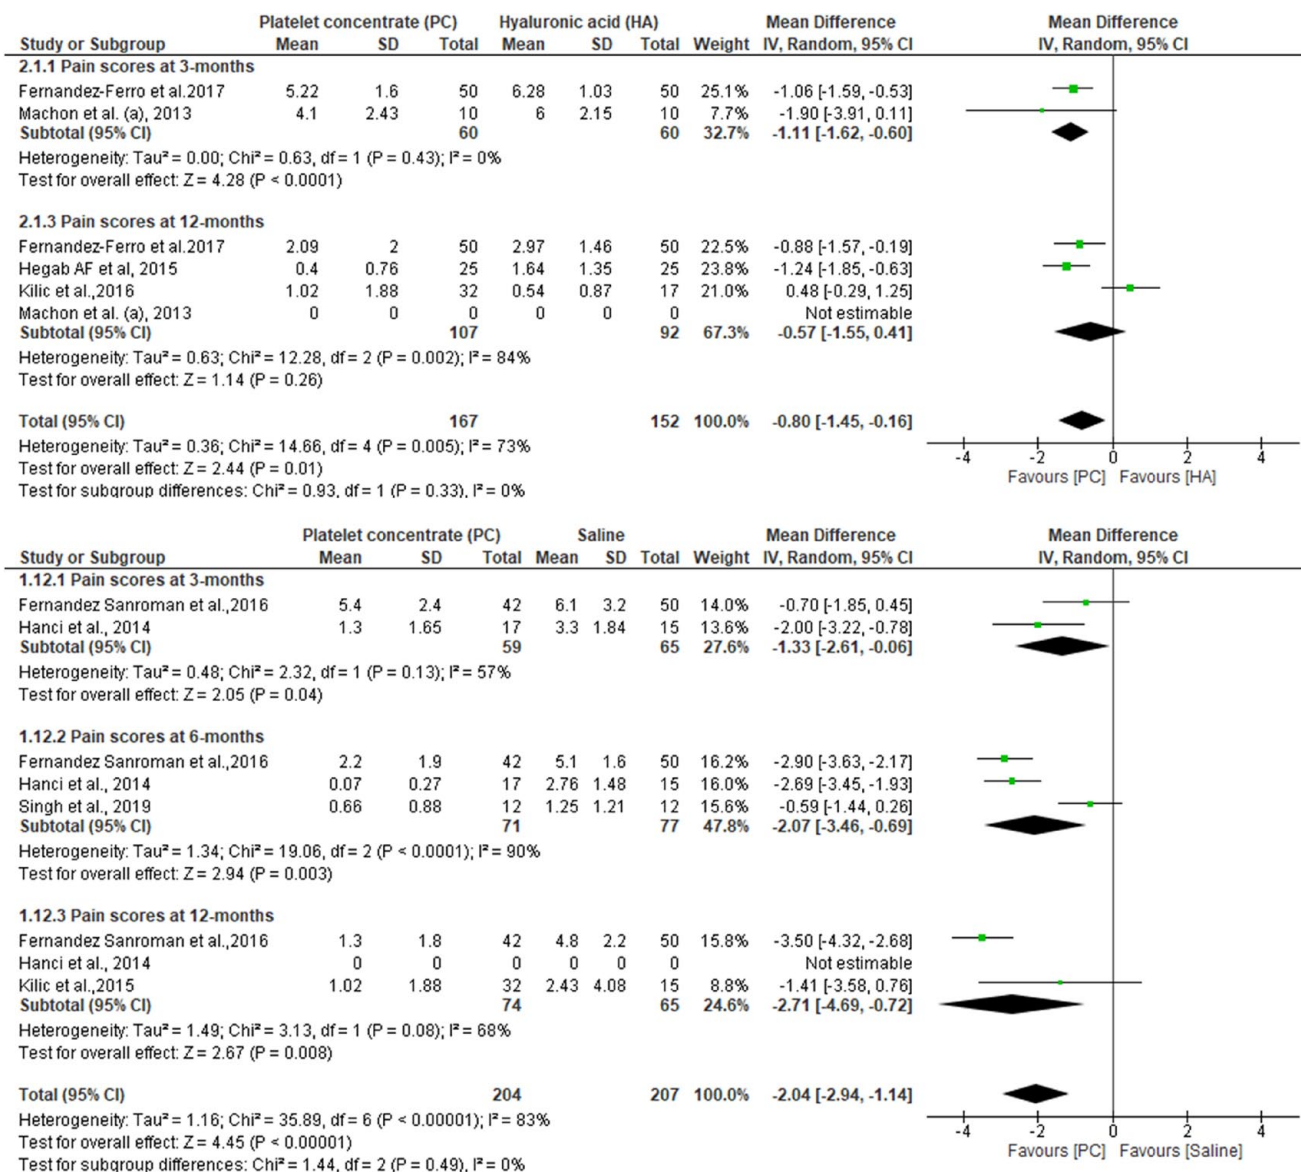 Platelet concentrate (PC) Hyaluronic acid (HA) Mean Difference Mean Difference
Study or Subgroup Mean SD Total Mean SD Total Weight IV, Random, 95% CI IV, Random, 95% CI
2.1.1 Pain scores at 3-months
Fernandez-Ferro et al.2017 5.22 1.6 50 6.28 1.03 50 25.1% -1.06 [-1.59, -0.53]
Machon et al. (a), 2013 4.1 2.43 10 6 2.15 10 7.7% -1.90 [-3.91, 0.11]
Subtotal (95% CI) 60 60 32.7% -1.11 [-1.62, -0.60]
Heterogeneity: Tau² = 0.00; Chi² = 0.63, df = 1 (P = 0.43); I² = 0%
Test for overall effect: Z = 4.28 (P < 0.0001)
2.1.3 Pain scores at 12-months
Fernandez-Ferro et al.2017 2.09 2 50 2.97 1.46 50 22.5% -0.88 [-1.57, -0.19]
Hegab AF et al, 2015 0.4 0.76 25 1.64 1.35 25 23.8% -1.24 [-1.85, -0.63]
Kilic et al.,2016 1.02 1.88 32 0.54 0.87 17 21.0% 0.48 [-0.29, 1.25]
Machon et al. (a), 2013 0 0 0 0 0 0 Not estimable
Subtotal (95% CI) 107 92 67.3% -0.57 [-1.55, 0.41]
Heterogeneity: Tau² = 0.63; Chi² = 12.28, df = 2 (P = 0.002); I² = 84%
Test for overall effect: Z = 1.14 (P = 0.26)
Total (95% CI) 167 152 100.0% -0.80 [-1.45, -0.16]
Heterogeneity: Tau² = 0.36; Chi² = 14.66, df = 4 (P = 0.005); I² = 73%
Test for overall effect: Z = 2.44 (P = 0.01)
Test for subgroup differences: Chi² = 0.93, df = 1 (P = 0.33), I² = 0%
-4 -2 0 2 4
Favours [PC] Favours [HA]
Platelet concentrate (PC) Saline Mean Difference Mean Difference
Study or Subgroup Mean SD Total Mean SD Total Weight IV, Random, 95% CI IV, Random, 95% CI
1.12.1 Pain scores at 3-months
Fernandez Sanroman et al.,2016 5.4 2.4 42 6.1 3.2 50 14.0% -0.70 [-1.85, 0.45]
Hanci et al., 2014 1.3 1.65 17 3.3 1.84 15 13.6% -2.00 [-3.22, -0.78]
Subtotal (95% CI) 59 65 27.6% -1.33 [-2.61, -0.06]
Heterogeneity: Tau² = 0.48; Chi² = 2.32, df = 1 (P = 0.13); I² = 57%
Test for overall effect: Z = 2.05 (P = 0.04)
1.12.2 Pain scores at 6-months
Fernandez Sanroman et al.,2016 2.2 1.9 42 5.1 1.6 50 16.2% -2.90 [-3.63, -2.17]
Hanci et al., 2014 0.07 0.27 17 2.76 1.48 15 16.0% -2.69 [-3.45, -1.93]
Singh et al., 2019 0.66 0.88 12 1.25 1.21 12 15.6% -0.59 [-1.44, 0.26]
Subtotal (95% CI) 71 77 47.8% -2.07 [-3.46, -0.69]
Heterogeneity: Tau² = 1.34; Chi² = 19.06, df = 2 (P < 0.0001); I² = 90%
Test for overall effect: Z = 2.94 (P = 0.003)
1.12.3 Pain scores at 12-months
Fernandez Sanroman et al.,2016 1.3 1.8 42 4.8 2.2 50 15.8% -3.50 [-4.32, -2.68]
Hanci et al., 2014 0 0 0 0 0 0 Not estimable
Kilic et al.,2015 1.02 1.88 32 2.43 4.08 15 8.8% -1.41 [-3.58, 0.76]
Subtotal (95% CI) 74 65 24.6% -2.71 [-4.69, -0.72]
Heterogeneity: Tau² = 1.49; Chi² = 3.13, df = 1 (P = 0.08); I² = 68%
Test for overall effect: Z = 2.67 (P = 0.008)
Total (95% CI) 204 207 100.0% -2.04 [-2.94, -1.14]
Heterogeneity: Tau² = 1.16; Chi² = 35.89, df = 6 (P < 0.00001); I² = 83%
Test for overall effect: Z = 4.45 (P < 0.00001)
Test for subgroup differences: Chi² = 1.44, df = 2 (P = 0.49), I² = 0%
-4 -2 0 2 4
Favours [PC] Favours [Saline]